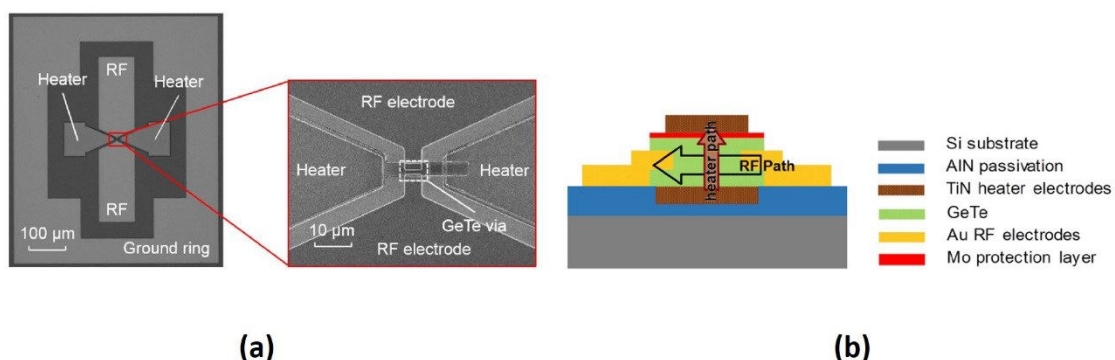 RF
Heater
Heater
RF
100 μm
Ground ring
RF electrode
Heater
Heater
GeTe via
10 μm
RF electrode
(a)
heater path
RF Path
Si substrate
AlN passivation
TiN heater electrodes
GeTe
Au RF electrodes
Mo protection layer
(b)